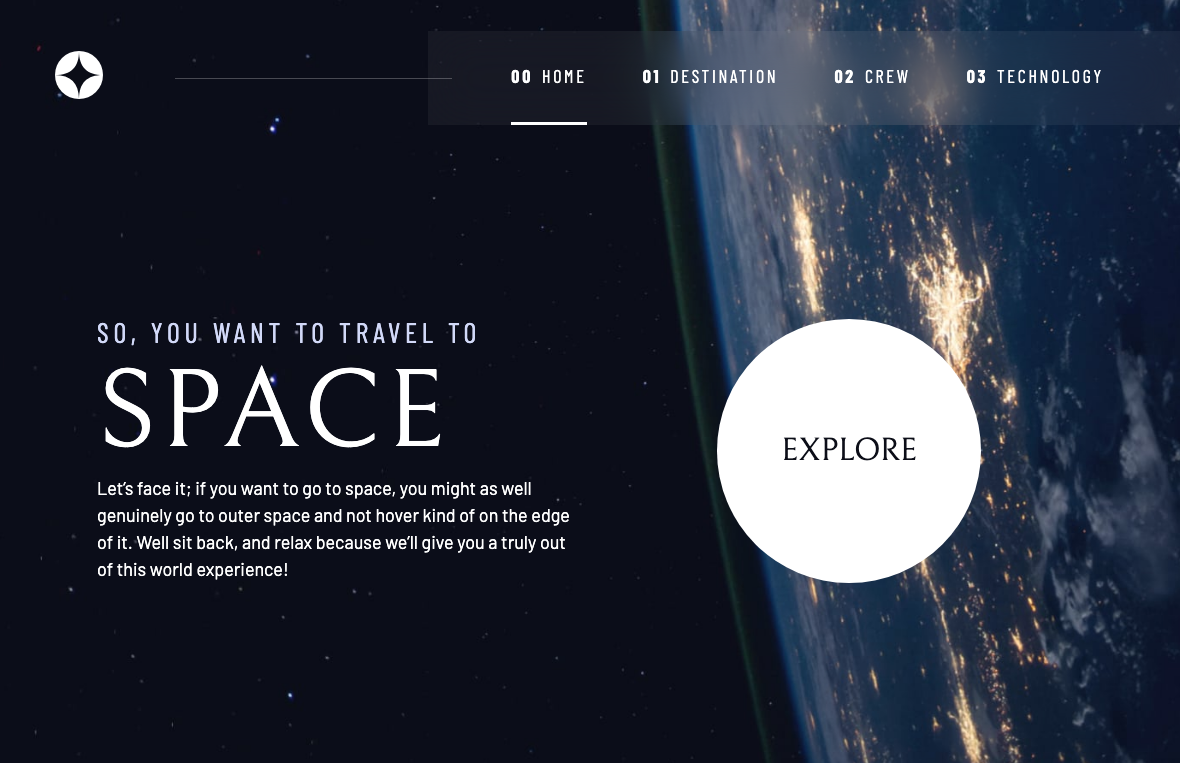 00 HOME 01 DESTINATION 02 CREW 03 TECHNOLOGY
SO, YOU WANT TO TRAVEL TO
SPACE
Let’s face it; if you want to go to space, you might as well
genuinely go to outer space and not hover kind of on the edge
of it. Well sit back, and relax because we’ll give you a truly out
of this world experience!
EXPLORE